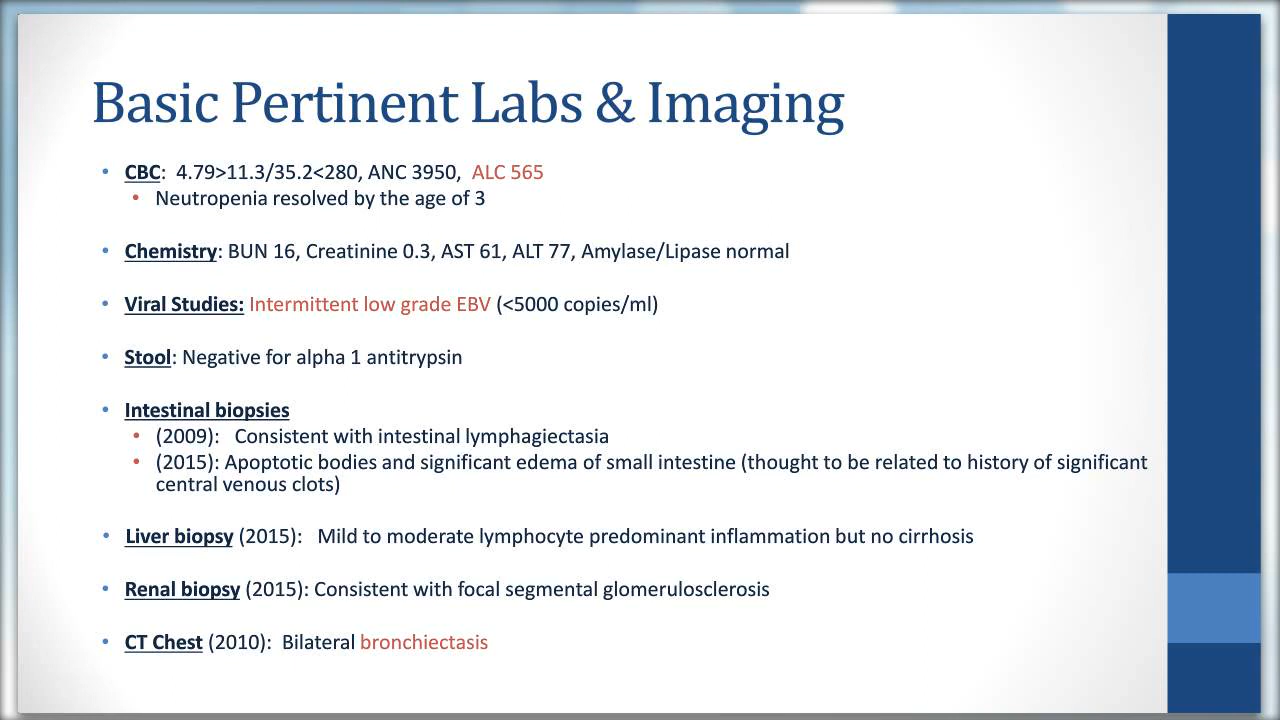 Basic Pertinent Labs & Imaging
• CBC: 4.79>11.3/35.2<280, ANC 3950, ALC 565
• Neutropenia resolved by the age of 3
• Chemistry: BUN 16, Creatinine 0.3, AST 61, ALT 77, Amylase/Lipase normal
• Viral Studies: Intermittent low grade EBV (<5000 copies/ml)
• Stool: Negative for alpha 1 antitrypsin
• Intestinal biopsies
• (2009): Consistent with intestinal lymphagiectasia
• (2015): Apoptotic bodies and significant edema of small intestine (thought to be related to history of significant
central venous clots)
• Liver biopsy (2015): Mild to moderate lymphocyte predominant inflammation but no cirrhosis
• Renal biopsy (2015): Consistent with focal segmental glomerulosclerosis
• CT Chest (2010): Bilateral bronchiectasis